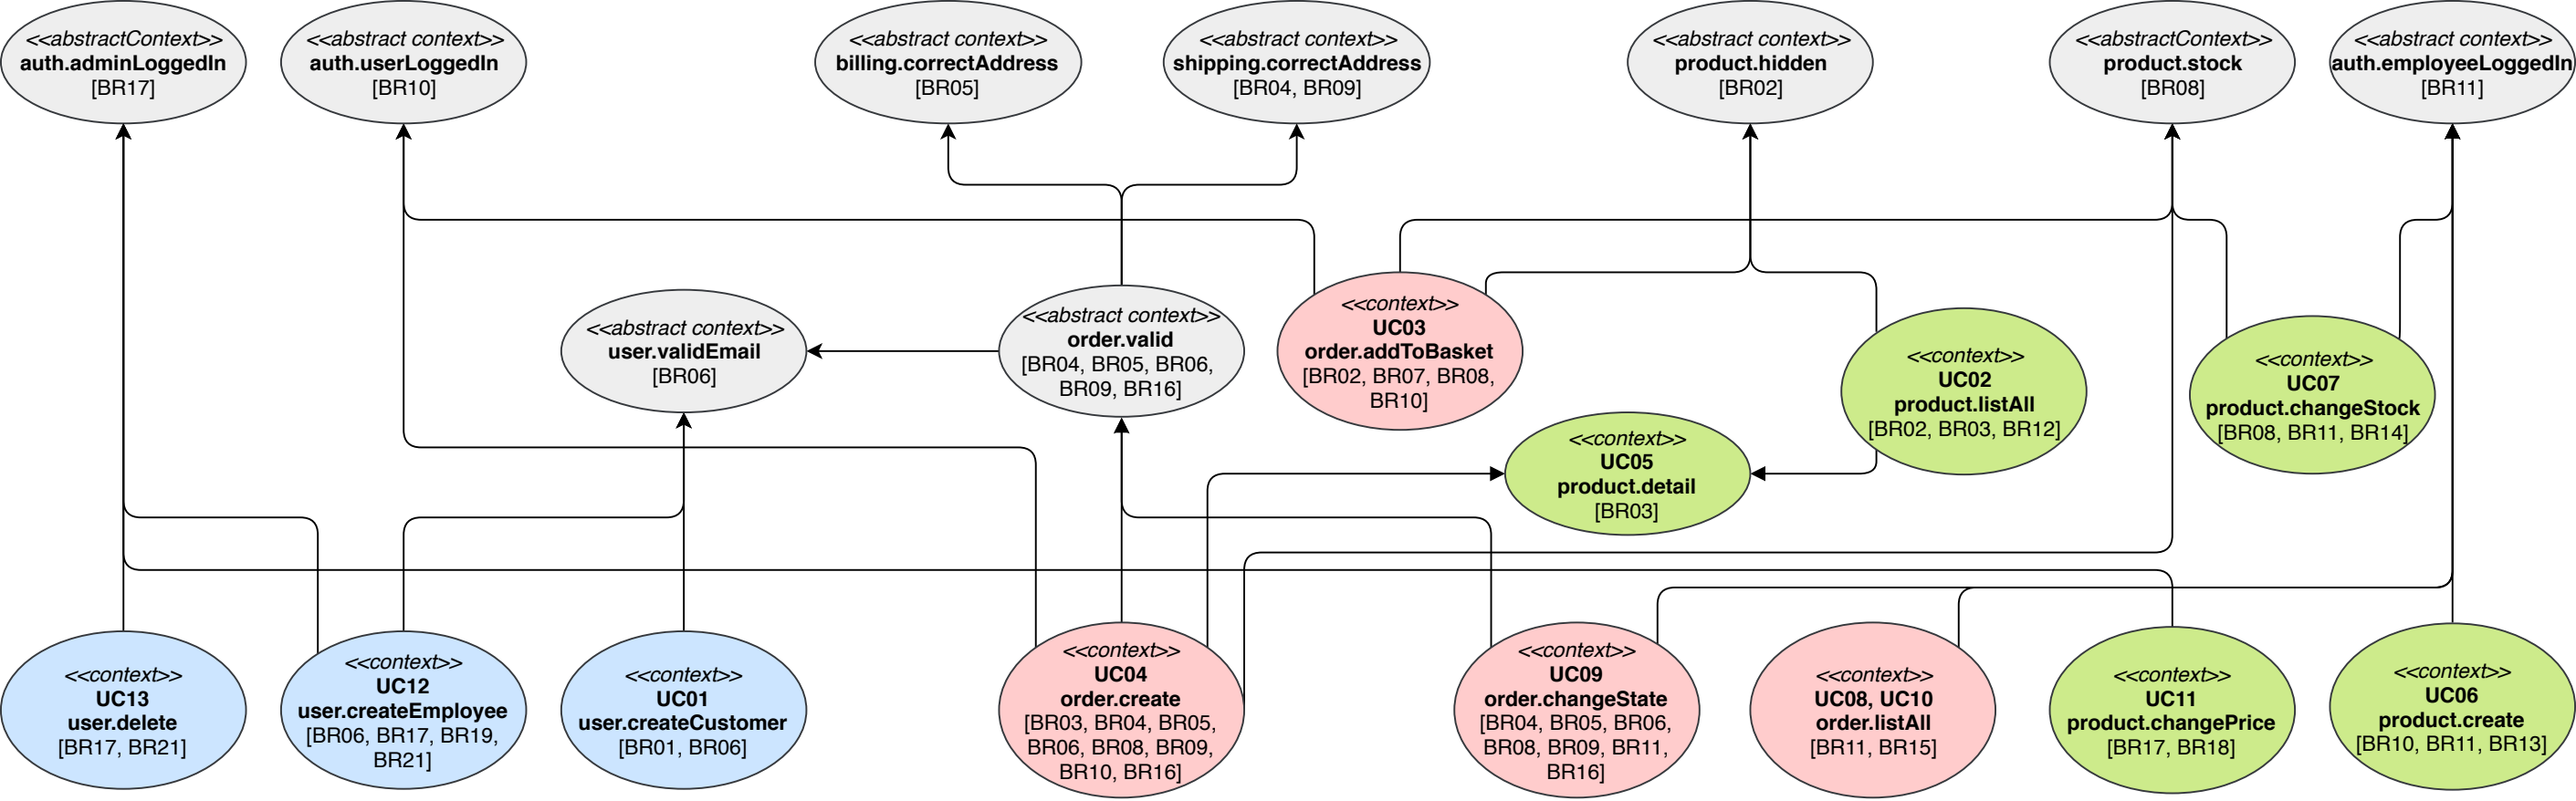 <<abstractContext>>
auth.adminLoggedIn
[BR17]
<<abstract context>>
auth.userLoggedIn
[BR10]
<<abstract context>>
billing.correctAddress
[BR05]
<<abstract context>>
shipping.correctAddress
[BR04, BR09]
<<abstract context>>
product.hidden
[BR02]
<<abstractContext>>
product.stock
[BR08]
<<abstract context>>
auth.employeeLoggedIn
[BR11]
<<abstract context>>
user.validEmail
[BR06]
<<abstract context>>
order.valid
[BR04, BR05, BR06,
BR09, BR16]
<<context>>
UC03
order.addToBasket
[BR02, BR07, BR08,
BR10]
<<context>>
UC02
product.listAll
[BR02, BR03, BR12]
<<context>>
UC07
product.changeStock
[BR08, BR11, BR14]
<<context>>
UC05
product.detail
[BR03]
<<context>>
UC13
user.delete
[BR17, BR21]
<<context>>
UC12
user.createEmployee
[BR06, BR17, BR19,
BR21]
<<context>>
UC01
user.createCustomer
[BR01, BR06]
<<context>>
UC04
order.create
[BR03, BR04, BR05,
BR06, BR08, BR09,
BR10, BR16]
<<context>>
UC09
order.changeState
[BR04, BR05, BR06,
BR08, BR09, BR11,
BR16]
<<context>>
UC08, UC10
order.listAll
[BR11, BR15]
<<context>>
UC11
product.changePrice
[BR17, BR18]
<<context>>
UC06
product.create
[BR10, BR11, BR13]